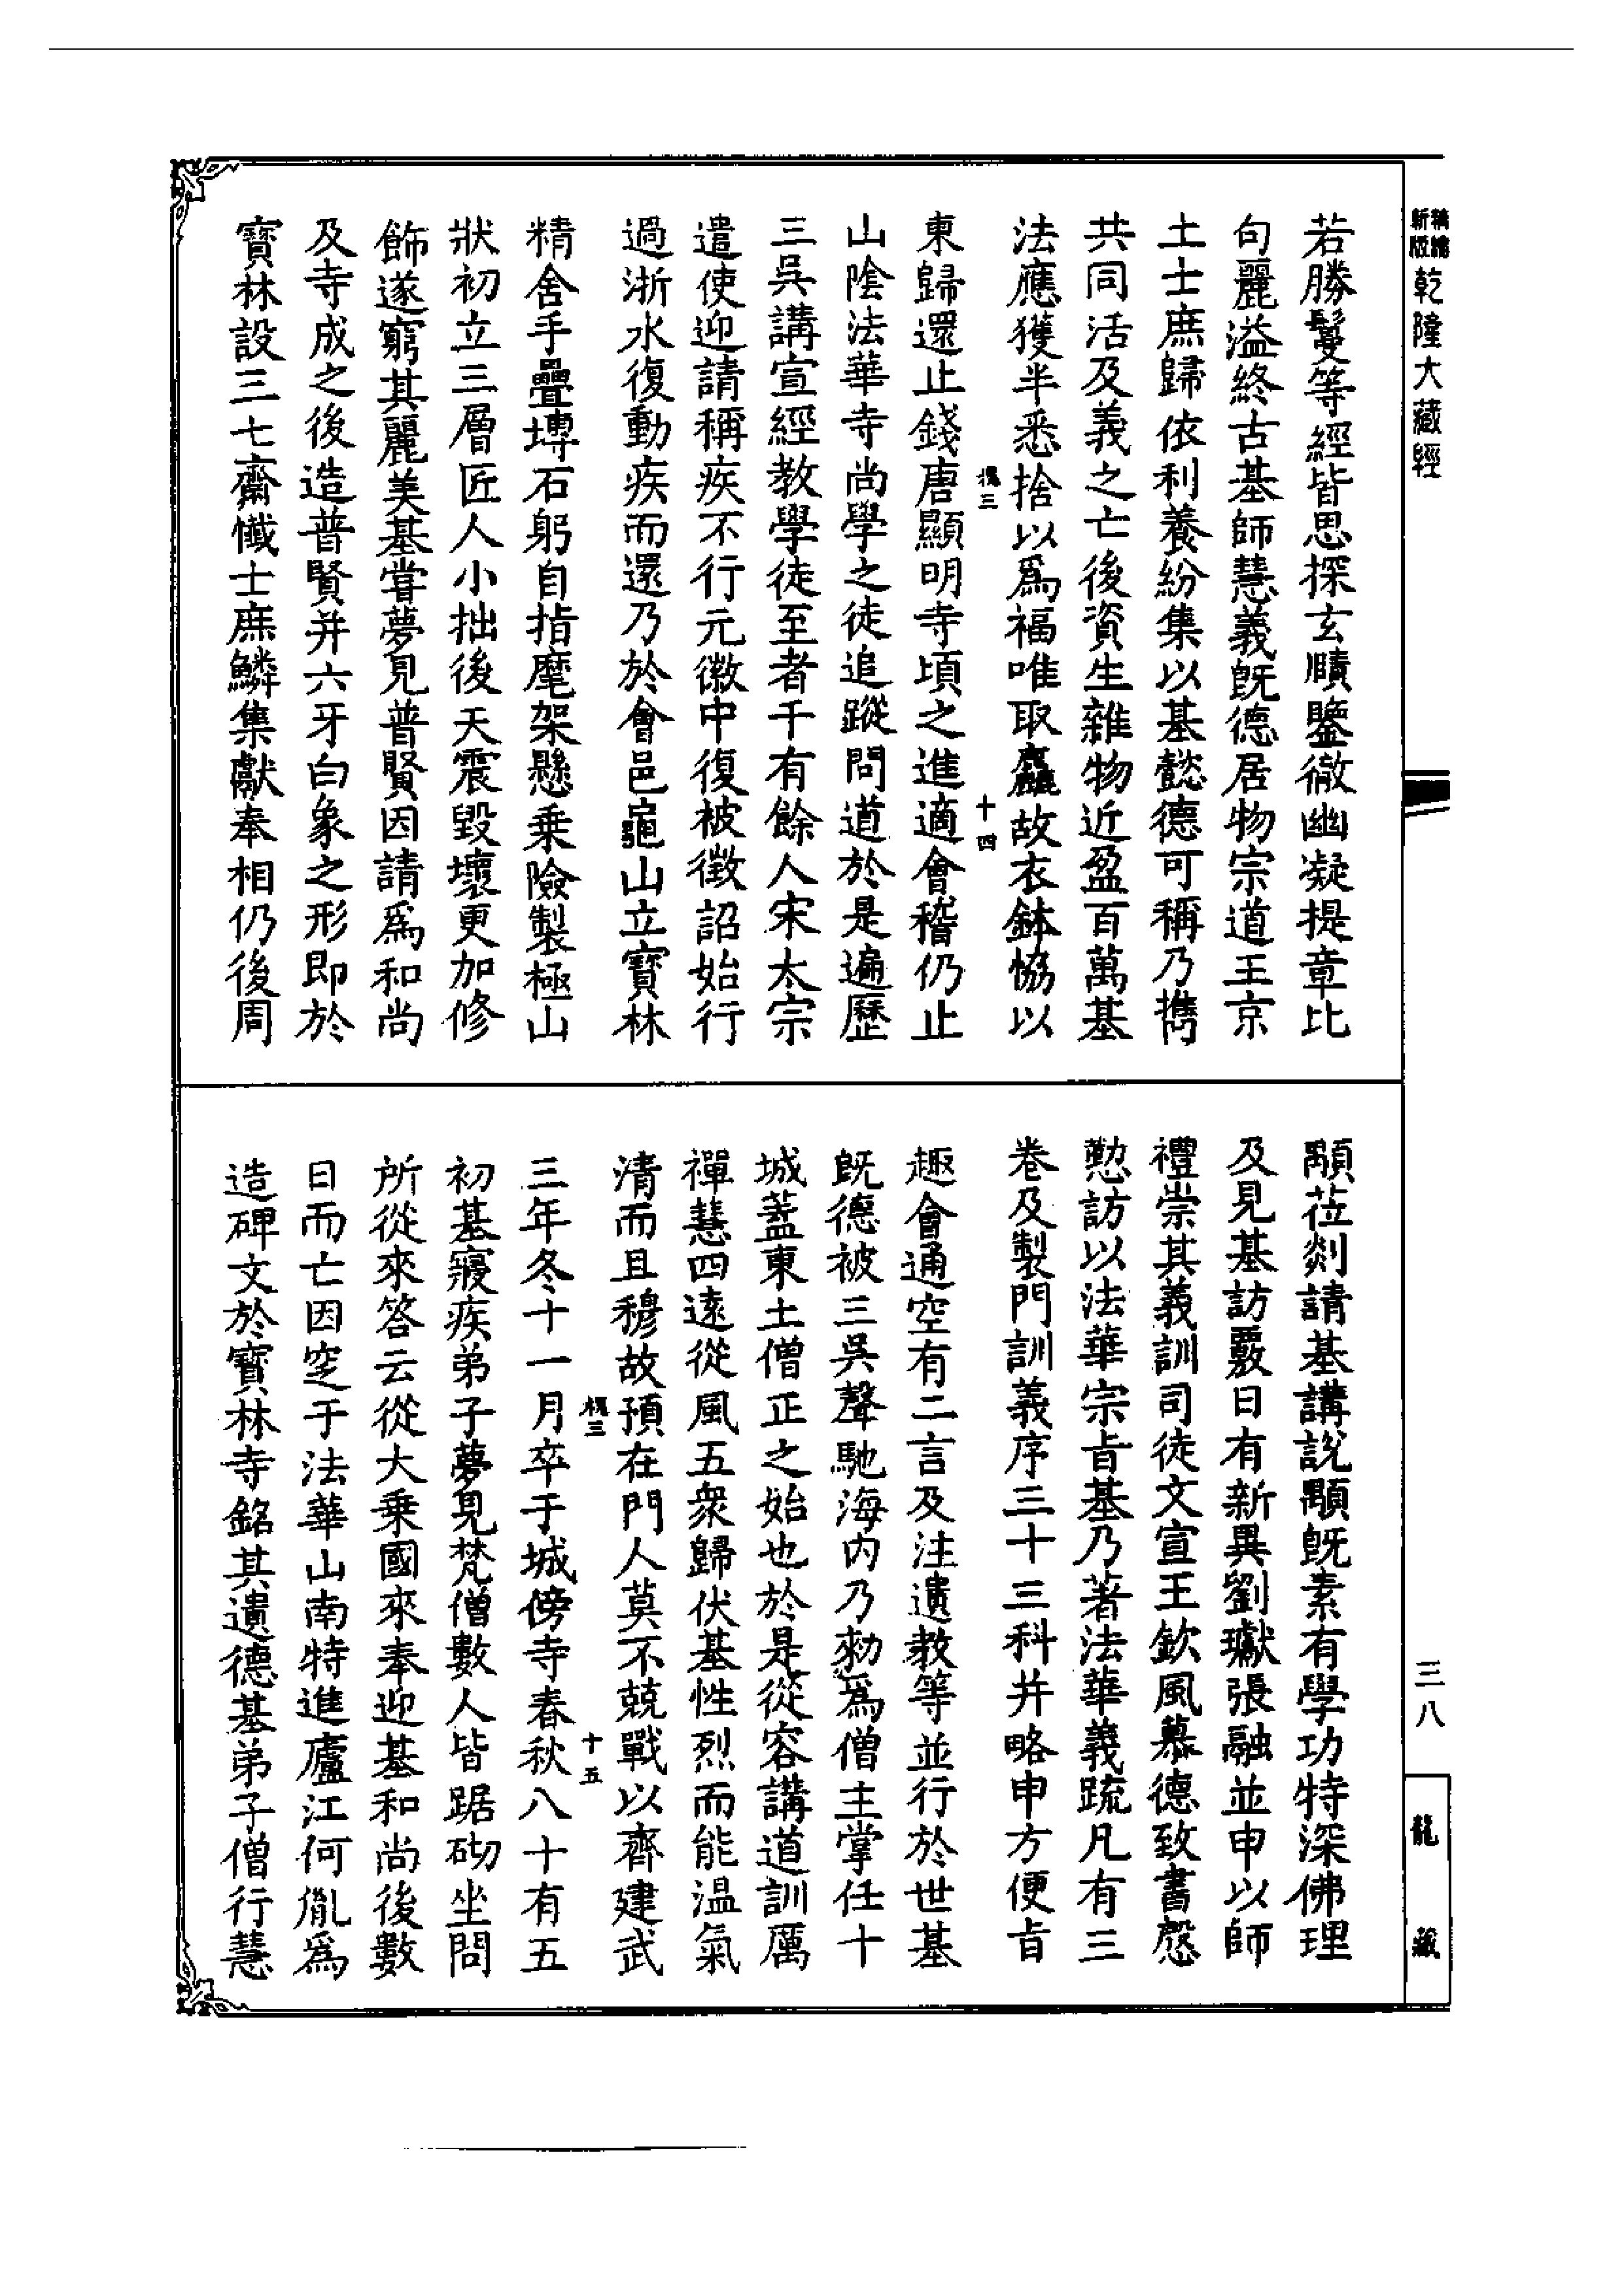 精縮新版乾隆大藏經
若勝鬘等經皆思探玄賾鑒徹幽凝提章比
句麗溢終古基師慧義既德居物宗道王京
土士庶歸依利養紛集以基懿德可稱乃携
共同活及義之亡後資生雜物近盈百萬基
法應獲半悉捨以爲福唯取麤故衣鉢恊以
槐三 十四
東歸還止錢唐顯明寺頃之進適會稽仍止
山陰法華寺尚學之徒追蹤問道於是遍歷
三吳講宣經教學徒至者千有餘人宋太宗
遣使迎請稱疾不行元徽中復被徵詔始行
過浙水復動疾而還乃於會邑龜山立寶林
精舍手疊塼石躬自指麾架懸乘險製極山
狀初立三層匠人小拙後天震毀壞更加修
飾遂窮其麗美基甞夢見普賢因請爲和尚
及寺成之後造普賢并六牙白象之形即於
寶林設三七齋懺士庶鱗集獻奉相仍後周
顒莅剡請基講說顒既素有學功特深佛理
及見基訪覈日有新異劉瓛張融並申以師
禮崇其義訓司徒文宣王欽風慕德致書慇
懃訪以法華宗旨基乃著法華義疏凡有三
卷及製門訓義序三十三科并略申方便旨
趣會通空有二言及注遺教等並行於世基
既德被三吳聲馳海內乃勑爲僧主掌任十
城葢東土僧正之始也於是從容講道訓厲
禪慧四遠從風五衆歸伏基性烈而能溫氣
清而且穆故預在門人莫不兢戰以齊建武
槐三 十五
三年冬十一月卒于城傍寺春秋八十有五
初基寢疾弟子夢見梵僧數人皆踞砌坐問
所從來答云從大乘國來奉迎基和尚後數
日而亡因窆于法華山南特進廬江何胤爲
造碑文於寶林寺銘其遺德基弟子僧行慧
三八
龍藏